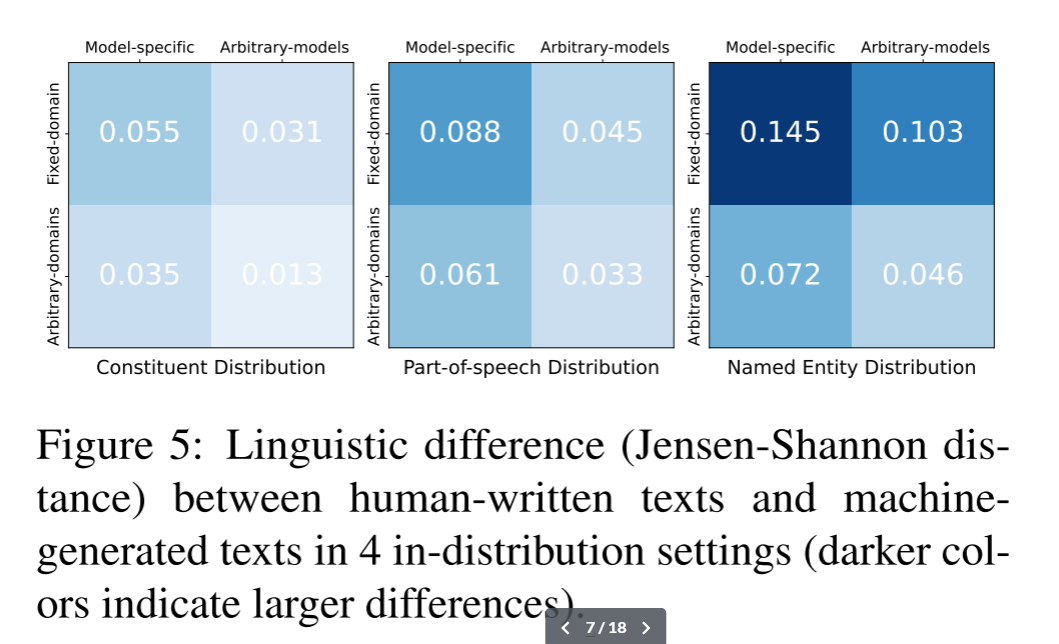 Model-specific Arbitrary-models Model-specific Arbitrary-models Model-specific Arbitrary-models
Fixed-domain 0.055 0.031 Fixed-domain 0.088 0.045 Fixed-domain 0.145 0.103
Arbitrary-domains 0.035 0.013 Arbitrary-domains 0.061 0.033 Arbitrary-domains 0.072 0.046
Constituent Distribution Part-of-speech Distribution Named Entity Distribution
Figure 5: Linguistic difference (Jensen-Shannon dis-
tance) between human-written texts and machine-
generated texts in 4 in-distribution settings (darker col-
ors indicate larger differences).
7/18